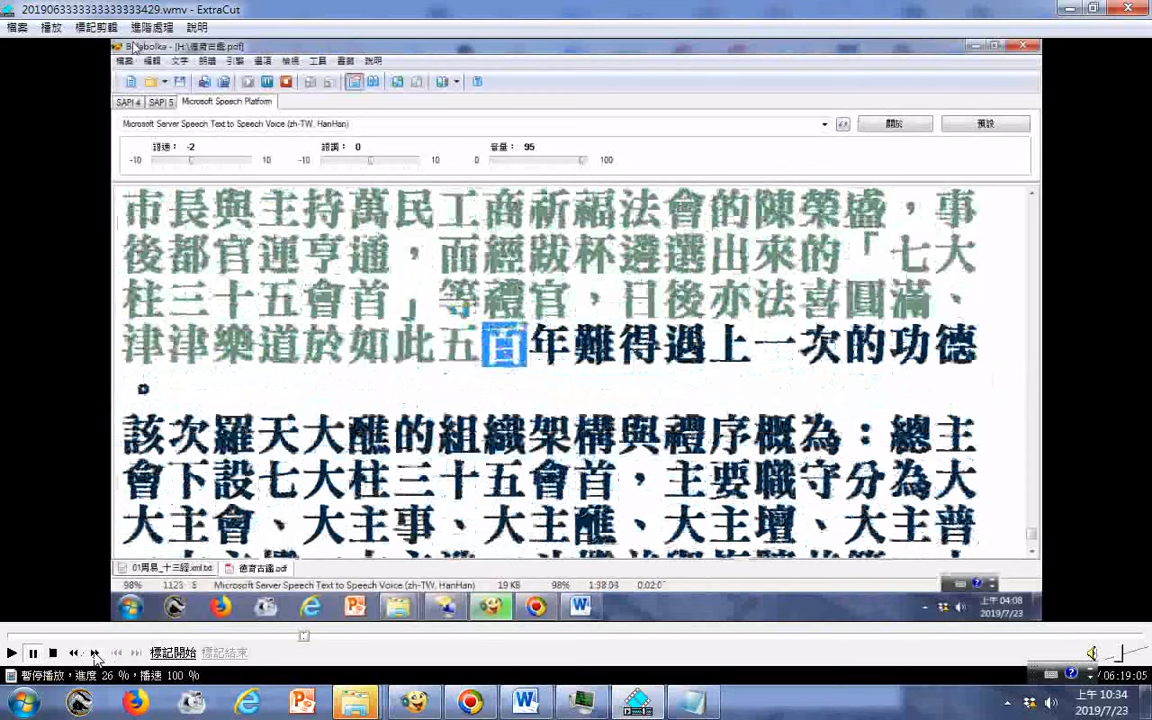 201906333333333333429.wmv - ExtraCut
檔案 播放 標記剪輯 進階處理 說明
Balabolka - [H:\德育古鑑.pdf]
檔案 編輯 文字 朗讀 引擎 選項 檢視 工具 書籤 說明
SAPI 4 SAPI 5 Microsoft Speech Platform
Microsoft Server Speech Text to Speech Voice (zh-TW, HanHan) 關於 預設
語速： -2 語調： 0 音量： 95
-10 10 -10 10 0 100
市長與主持萬民工商祈福法會的陳榮盛，事
後都官運亨通，而經跋杯遴選出來的「七大
柱三十五會首」等禮官，日後亦法喜圓滿、
津津樂道於如此五百年難得遇上一次的功德
。
該次羅天大醮的組織架構與禮序概為：總主
會下設七大柱三十五會首，主要職守分為大
大主會、大主事、大主醮、大主壇、大主普
01周易_十三經.xml.txt 德育古鑑.pdf
98% 1123 : 5 Microsoft Server Speech Text to Speech Voice (zh-TW, HanHan) 19 KB 98% 1:38:03
上午 04:08
2019/7/23
標記開始 標記結束
暫停播放，進度 26 %，播速 100 % / 06:19:05
上午 10:34
2019/7/23